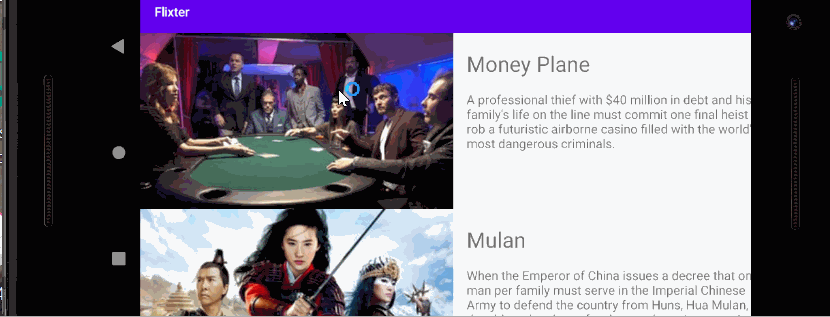 Flixter
Money Plane
A professional thief with $40 million in debt and his
family's life on the line must commit one final heist
rob a futuristic airborne casino filled with the world'
most dangerous criminals.
Mulan
When the Emperor of China issues a decree that on
man per family must serve in the Imperial Chinese
Army to defend the country from Huns, Hua Mulan,